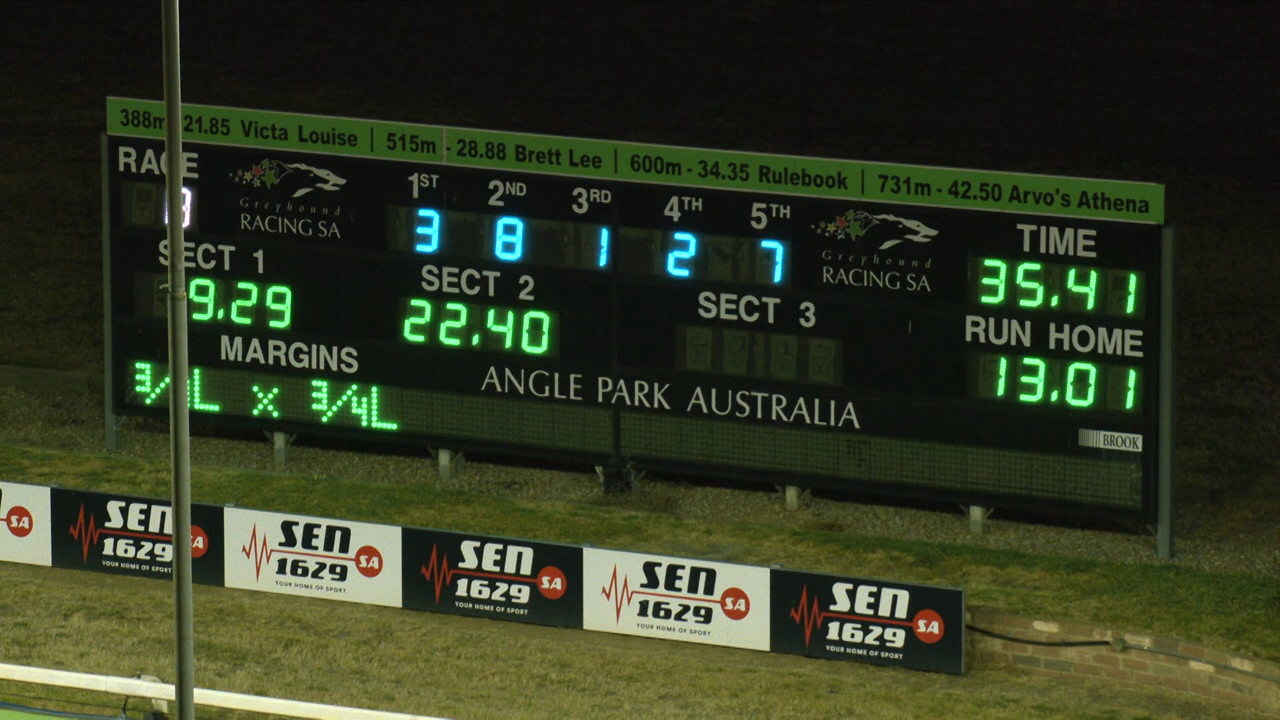 388m - 21.85 Victa Louise | 515m - 28.88 Brett Lee | 600m - 34.35 Rulebook | 731m - 42.50 Arvo's Athena
RACE
Greyhound
RACING SA
1ST 2ND 3RD 4TH 5TH
3 8 1 2 7
Greyhound
RACING SA
TIME
35.41
SECT 1
9.29
SECT 2
22.40
SECT 3
RUN HOME
13.01
MARGINS
3/4L x 3/4L
ANGLE PARK AUSTRALIA
BROOK
SA
SEN
1629
SA
YOUR HOME OF SPORT
SEN
1629
SA
YOUR HOME OF SPORT
SEN
1629
SA
YOUR HOME OF SPORT
SEN
1629
SA
YOUR HOME OF SPORT
SEN
1629
SA
YOUR HOME OF SPORT